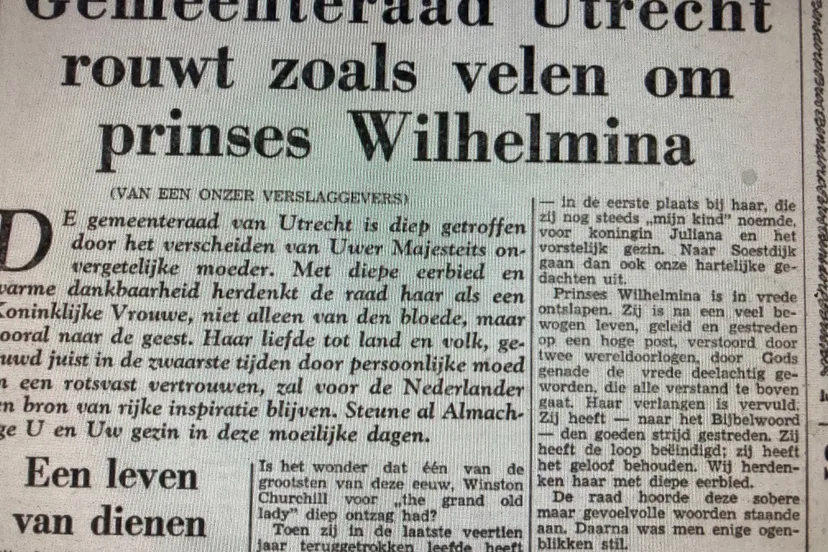 Gemeenteraad Utrecht
rouwt zoals velen om
prinses Wilhelmina
(VAN EEN ONZER VERSLAGGEVERS)
DE gemeenteraad van Utrecht is diep getroffen
door het verscheiden van Uwer Majesteits on-
vergetelijke moeder. Met diepe eerbied en
warme dankbaarheid herdenkt de raad haar als een
Koninklijke Vrouwe, niet alleen van den bloede, maar
ooral naar de geest. Haar liefde tot land en volk, ge-
uwd juist in de zwaarste tijden door persoonlijke moed
n een rotsvast vertrouwen, zal voor de Nederlander
en bron van rijke inspiratie blijven. Steune al Almach-
ge U en Uw gezin in deze moeilijke dagen.
Een leven
van dienen
Is het wonder dat één van de
grootsten van deze eeuw, Winston
Churchill voor „the grand old
lady” diep ontzag had?
Toen zij in de laatste veertien
jaar teruggetrokken leefde heeft
— in de eerste plaats bij haar, die
zij nog steeds „mijn kind” noemde,
voor koningin Juliana en het
vorstelijk gezin. Naar Soestdijk
gaan dan ook onze hartelijke ge-
dachten uit.
Prinses Wilhelmina is in vrede
ontslapen. Zij is na een veel be-
wogen leven, geleid en gestreden
op een hoge post, verstoord door
twee wereldoorlogen, door Gods
genade de vrede deelachtig ge-
worden, die alle verstand te boven
gaat. Haar verlangen is vervuld.
Zij heeft — naar het Bijbelwoord
— den goeden strijd gestreden. Zij
heeft de loop beëindigd; zij heeft
het geloof behouden. Wij herden-
ken haar met diepe eerbied.
De raad hoorde deze sobere
maar gevoelvolle woorden staande
aan. Daarna was men enige ogen-
blikken stil.